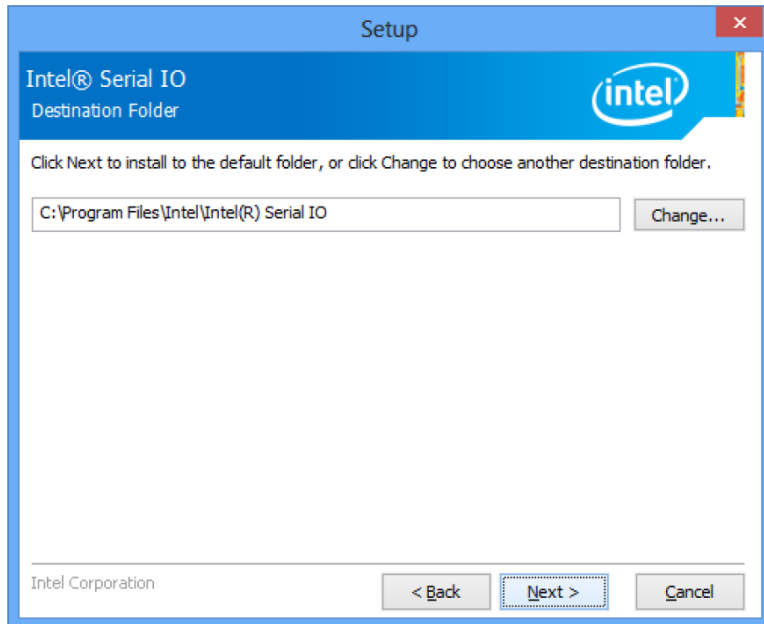 Setup
Intel® Serial IO
Destination Folder
intel
Click Next to install to the default folder, or click Change to choose another destination folder.
C:\Program Files\Intel\Intel(R) Serial IO
Change...
Intel Corporation
< Back
Next >
Cancel